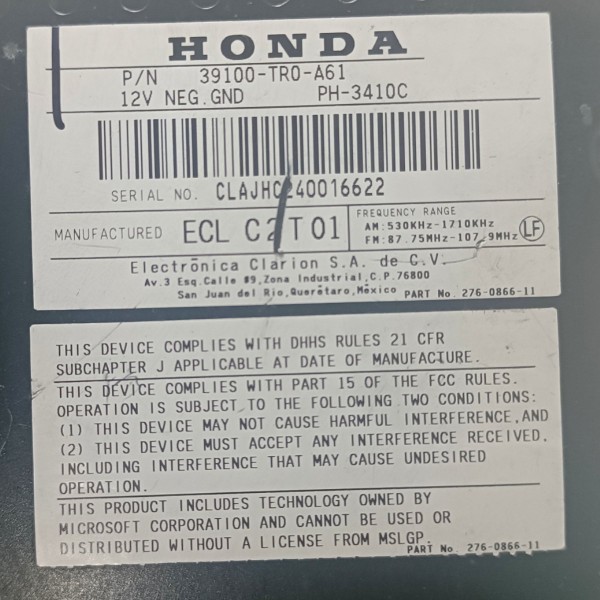 HONDA
P/N 39100-TR0-A61
12V NEG.GND PH-3410C
SERIAL NO. CLAJHC240016622
MANUFACTURED ECL C2T01
FREQUENCY RANGE
AM:530KHz-1710KHz
FM:87.75MHz-107.9MHz
LF
Electrōnica Clarion S.A. de C.V.
Av.3 Esq.Calle #9,Zona Industrial,C.P.76800
San Juan del Rio,Querētaro,Mēxico PART No. 276-0866-11
THIS DEVICE COMPLIES WITH DHHS RULES 21 CFR
SUBCHAPTER J APPLICABLE AT DATE OF MANUFACTURE.
THIS DEVICE COMPLIES WITH PART 15 OF THE FCC RULES.
OPERATION IS SUBJECT TO THE FOLLOWING TWO CONDITIONS:
(1) THIS DEVICE MAY NOT CAUSE HARMFUL INTERFERENCE,AND
(2) THIS DEVICE MUST ACCEPT ANY INTERFERENCE RECEIVED,
INCLUDING INTERFERENCE THAT MAY CAUSE UNDESIRED
OPERATION.
THIS PRODUCT INCLUDES TECHNOLOGY OWNED BY
MICROSOFT CORPORATION AND CANNOT BE USED OR
DISTRIBUTED WITHOUT A LICENSE FROM MSLGP.
PART No. 276-0866-11